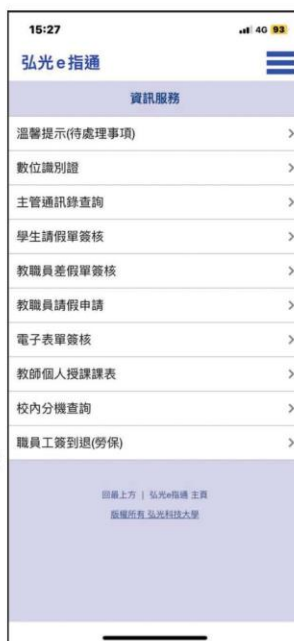 15:27
4G 93
弘光e指通
資訊服務
溫馨提示(待處理事項)
數位識別證
主管通訊錄查詢
學生請假單簽核
教職員差假單簽核
教職員請假申請
電子表單簽核
教師個人授課課表
校內分機查詢
職員工簽到退(勞保)
回最上方 | 弘光e指通 主頁
版權所有 弘光科技大學